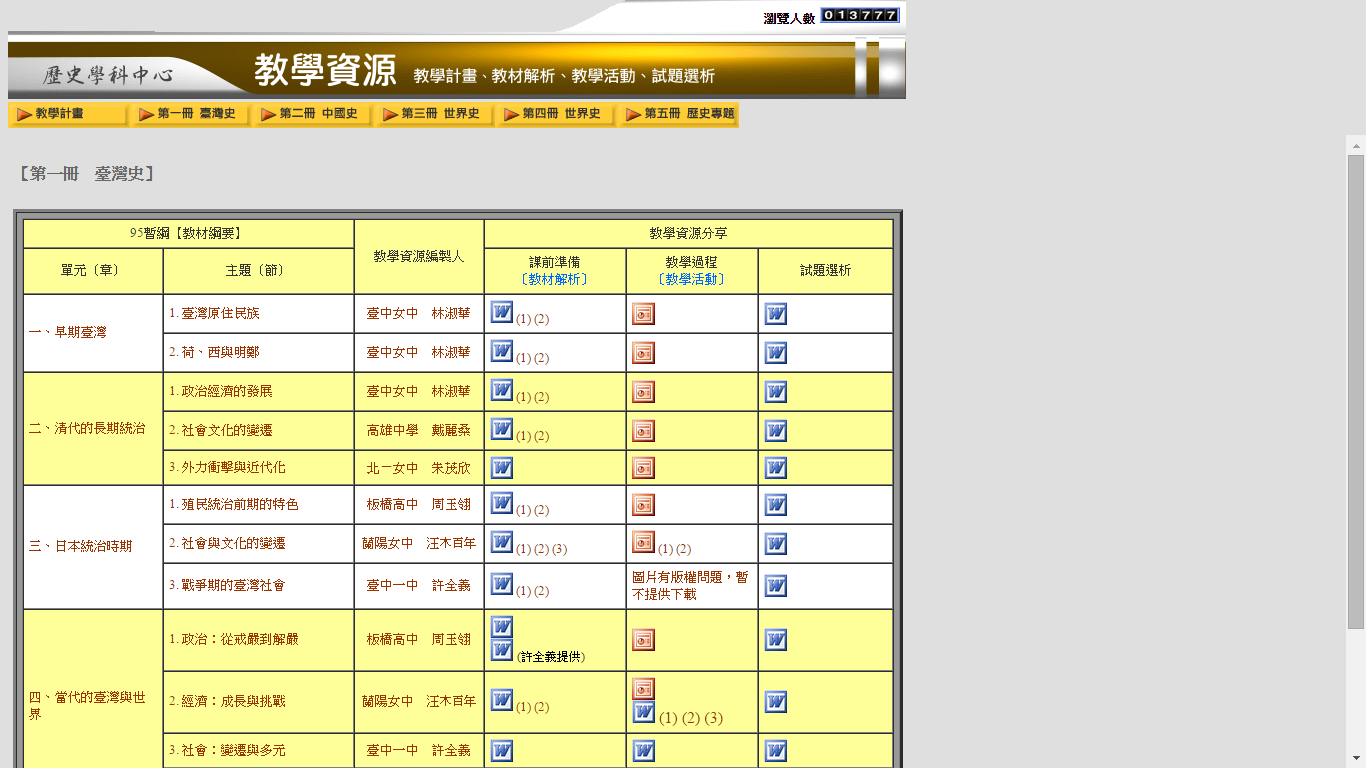 瀏覽人數 013777
歷史學科中心 教學資源 教學計畫、教材解析、教學活動、試題選析
教學計畫 第一冊 臺灣史 第二冊 中國史 第三冊 世界史 第四冊 世界史 第五冊 歷史專題
［第一冊　臺灣史］
95暫綱【教材綱要】 教學資源編製人 教學資源分享
單元〔章〕 主題〔節〕 課前準備 教學過程 試題選析
〔教材解析〕 〔教學活動〕
一、早期臺灣 1. 臺灣原住民族 臺中女中　林淑華 (1) (2)
2. 荷、西與明鄭 臺中女中　林淑華 (1) (2)
二、清代的長期統治 1. 政治經濟的發展 臺中女中　林淑華 (1) (2)
2. 社會文化的變遷 高雄中學　戴麗桑 (1) (2)
3. 外力衝擊與近代化 北一女中　朱茂欣
三、日本統治時期 1. 殖民統治前期的特色 板橋高中　周玉翎 (1) (2)
2. 社會與文化的變遷 蘭陽女中　汪木百年 (1) (2) (3) (1) (2)
3. 戰爭期的臺灣社會 臺中一中　許全義 (1) (2) 圖片有版權問題，暫
不提供下載
四、當代的臺灣與世
界
1. 政治：從戒嚴到解嚴 板橋高中　周玉翎 (許全義提供)
2. 經濟：成長與挑戰 蘭陽女中　汪木百年 (1) (2) (1) (2) (3)
3. 社會：變遷與多元 臺中一中　許全義